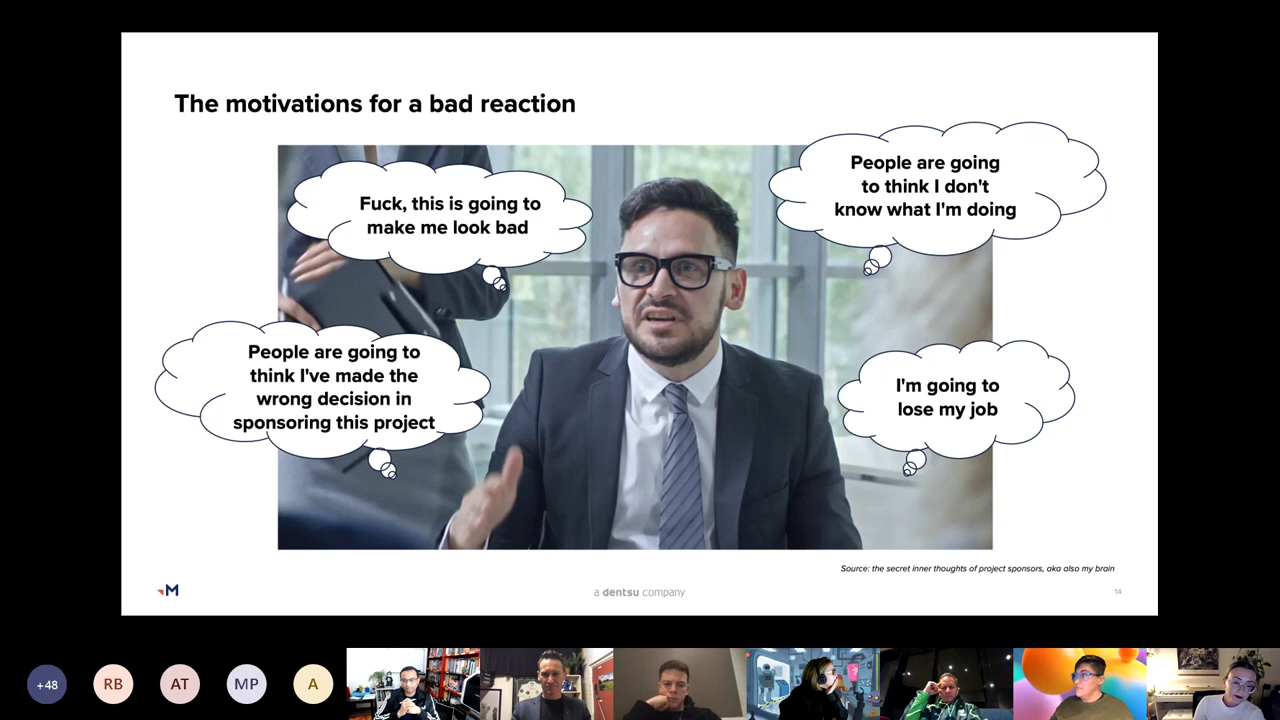 The motivations for a bad reaction
Fuck, this is going to
make me look bad
People are going
to think I don't
know what I'm doing
People are going to
think I've made the
wrong decision in
sponsoring this project
I'm going to
lose my job
Source: the secret inner thoughts of project sponsors, aka also my brain
M
a dentsu company
14
+48
RB
AT
MP
A